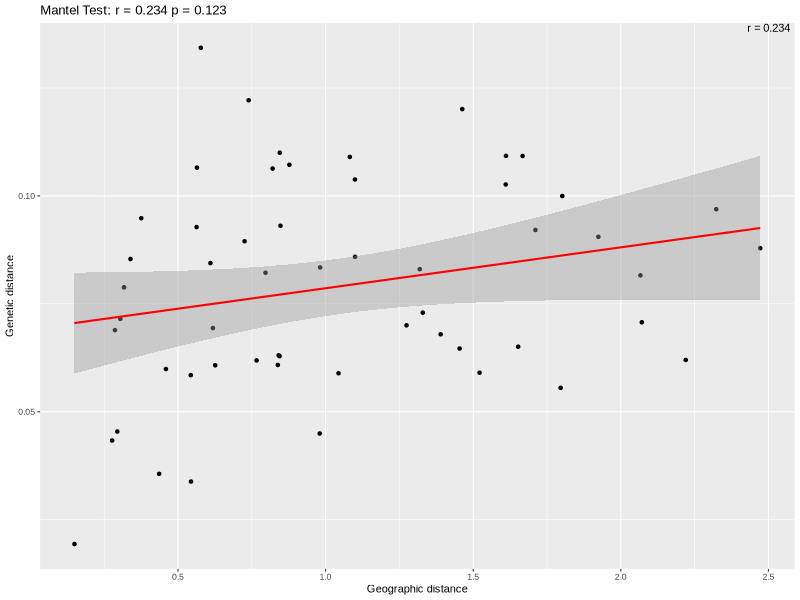 Mantel Test: r = 0.234 p = 0.123
r = 0.234
0.10
0.05
Genetic distance
0.5
1.0
1.5
2.0
2.5
Geographic distance